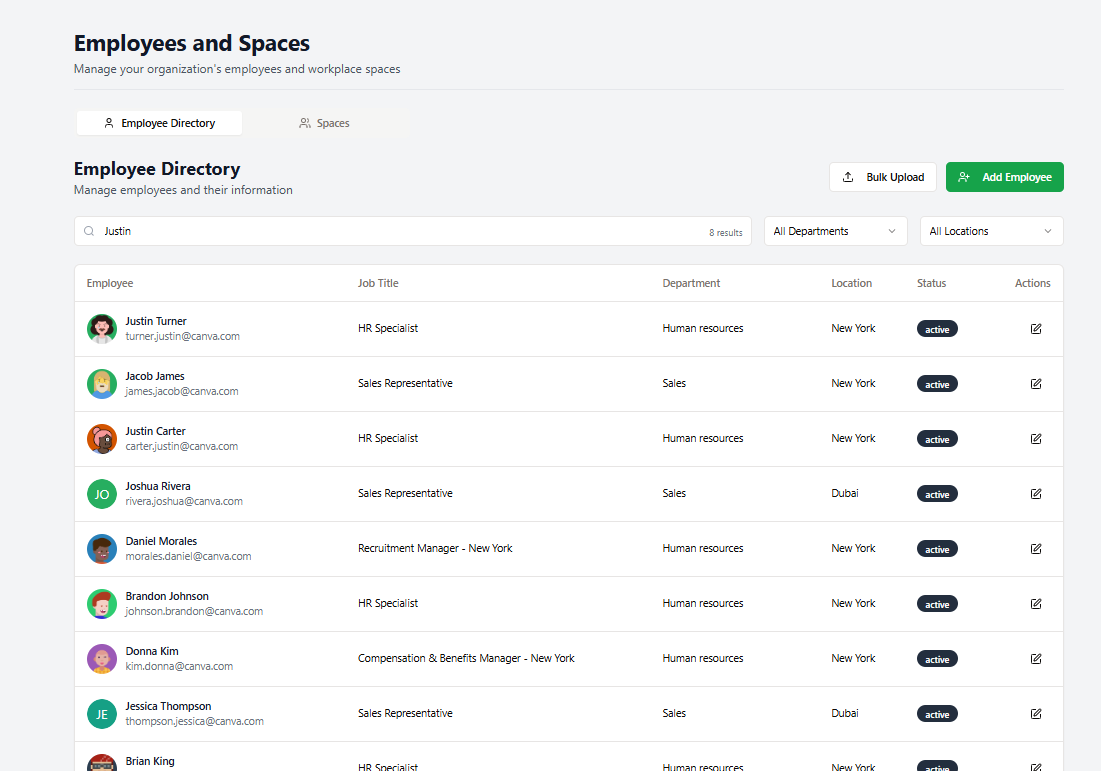 Employees and Spaces
Manage your organization's employees and workplace spaces
Employee Directory
Spaces
Employee Directory
Manage employees and their information
Bulk Upload
Add Employee
Justin
8 results
All Departments
All Locations
Employee Job Title Department Location Status Actions
Justin Turner
turner.justin@canva.com
HR Specialist Human resources New York active
Jacob James
james.jacob@canva.com
Sales Representative Sales New York active
Justin Carter
carter.justin@canva.com
HR Specialist Human resources New York active
JO
Joshua Rivera
rivera.joshua@canva.com
Sales Representative Sales Dubai active
Daniel Morales
morales.daniel@canva.com
Recruitment Manager - New York Human resources New York active
Brandon Johnson
johnson.brandon@canva.com
HR Specialist Human resources New York active
Donna Kim
kim.donna@canva.com
Compensation & Benefits Manager - New York Human resources New York active
JE
Jessica Thompson
thompson.jessica@canva.com
Sales Representative Sales Dubai active
Brian King
HR Specialist Human resources New York active